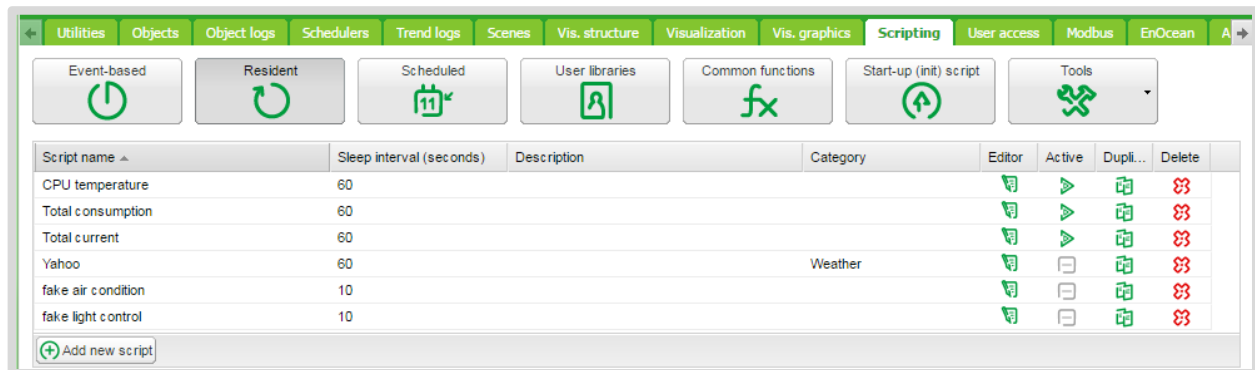 Utilities Objects Object logs Schedulers Trend logs Scenes Vis. structure Visualization Vis. graphics Scripting User access Modbus EnOcean A
Event-based Resident Scheduled User libraries Common functions Start-up (init) script Tools
11
Script name Sleep interval (seconds) Description Category Editor Active Dupli... Delete
CPU temperature 60
Total consumption 60
Total current 60
Yahoo 60 Weather
fake air condition 10
fake light control 10
Add new script